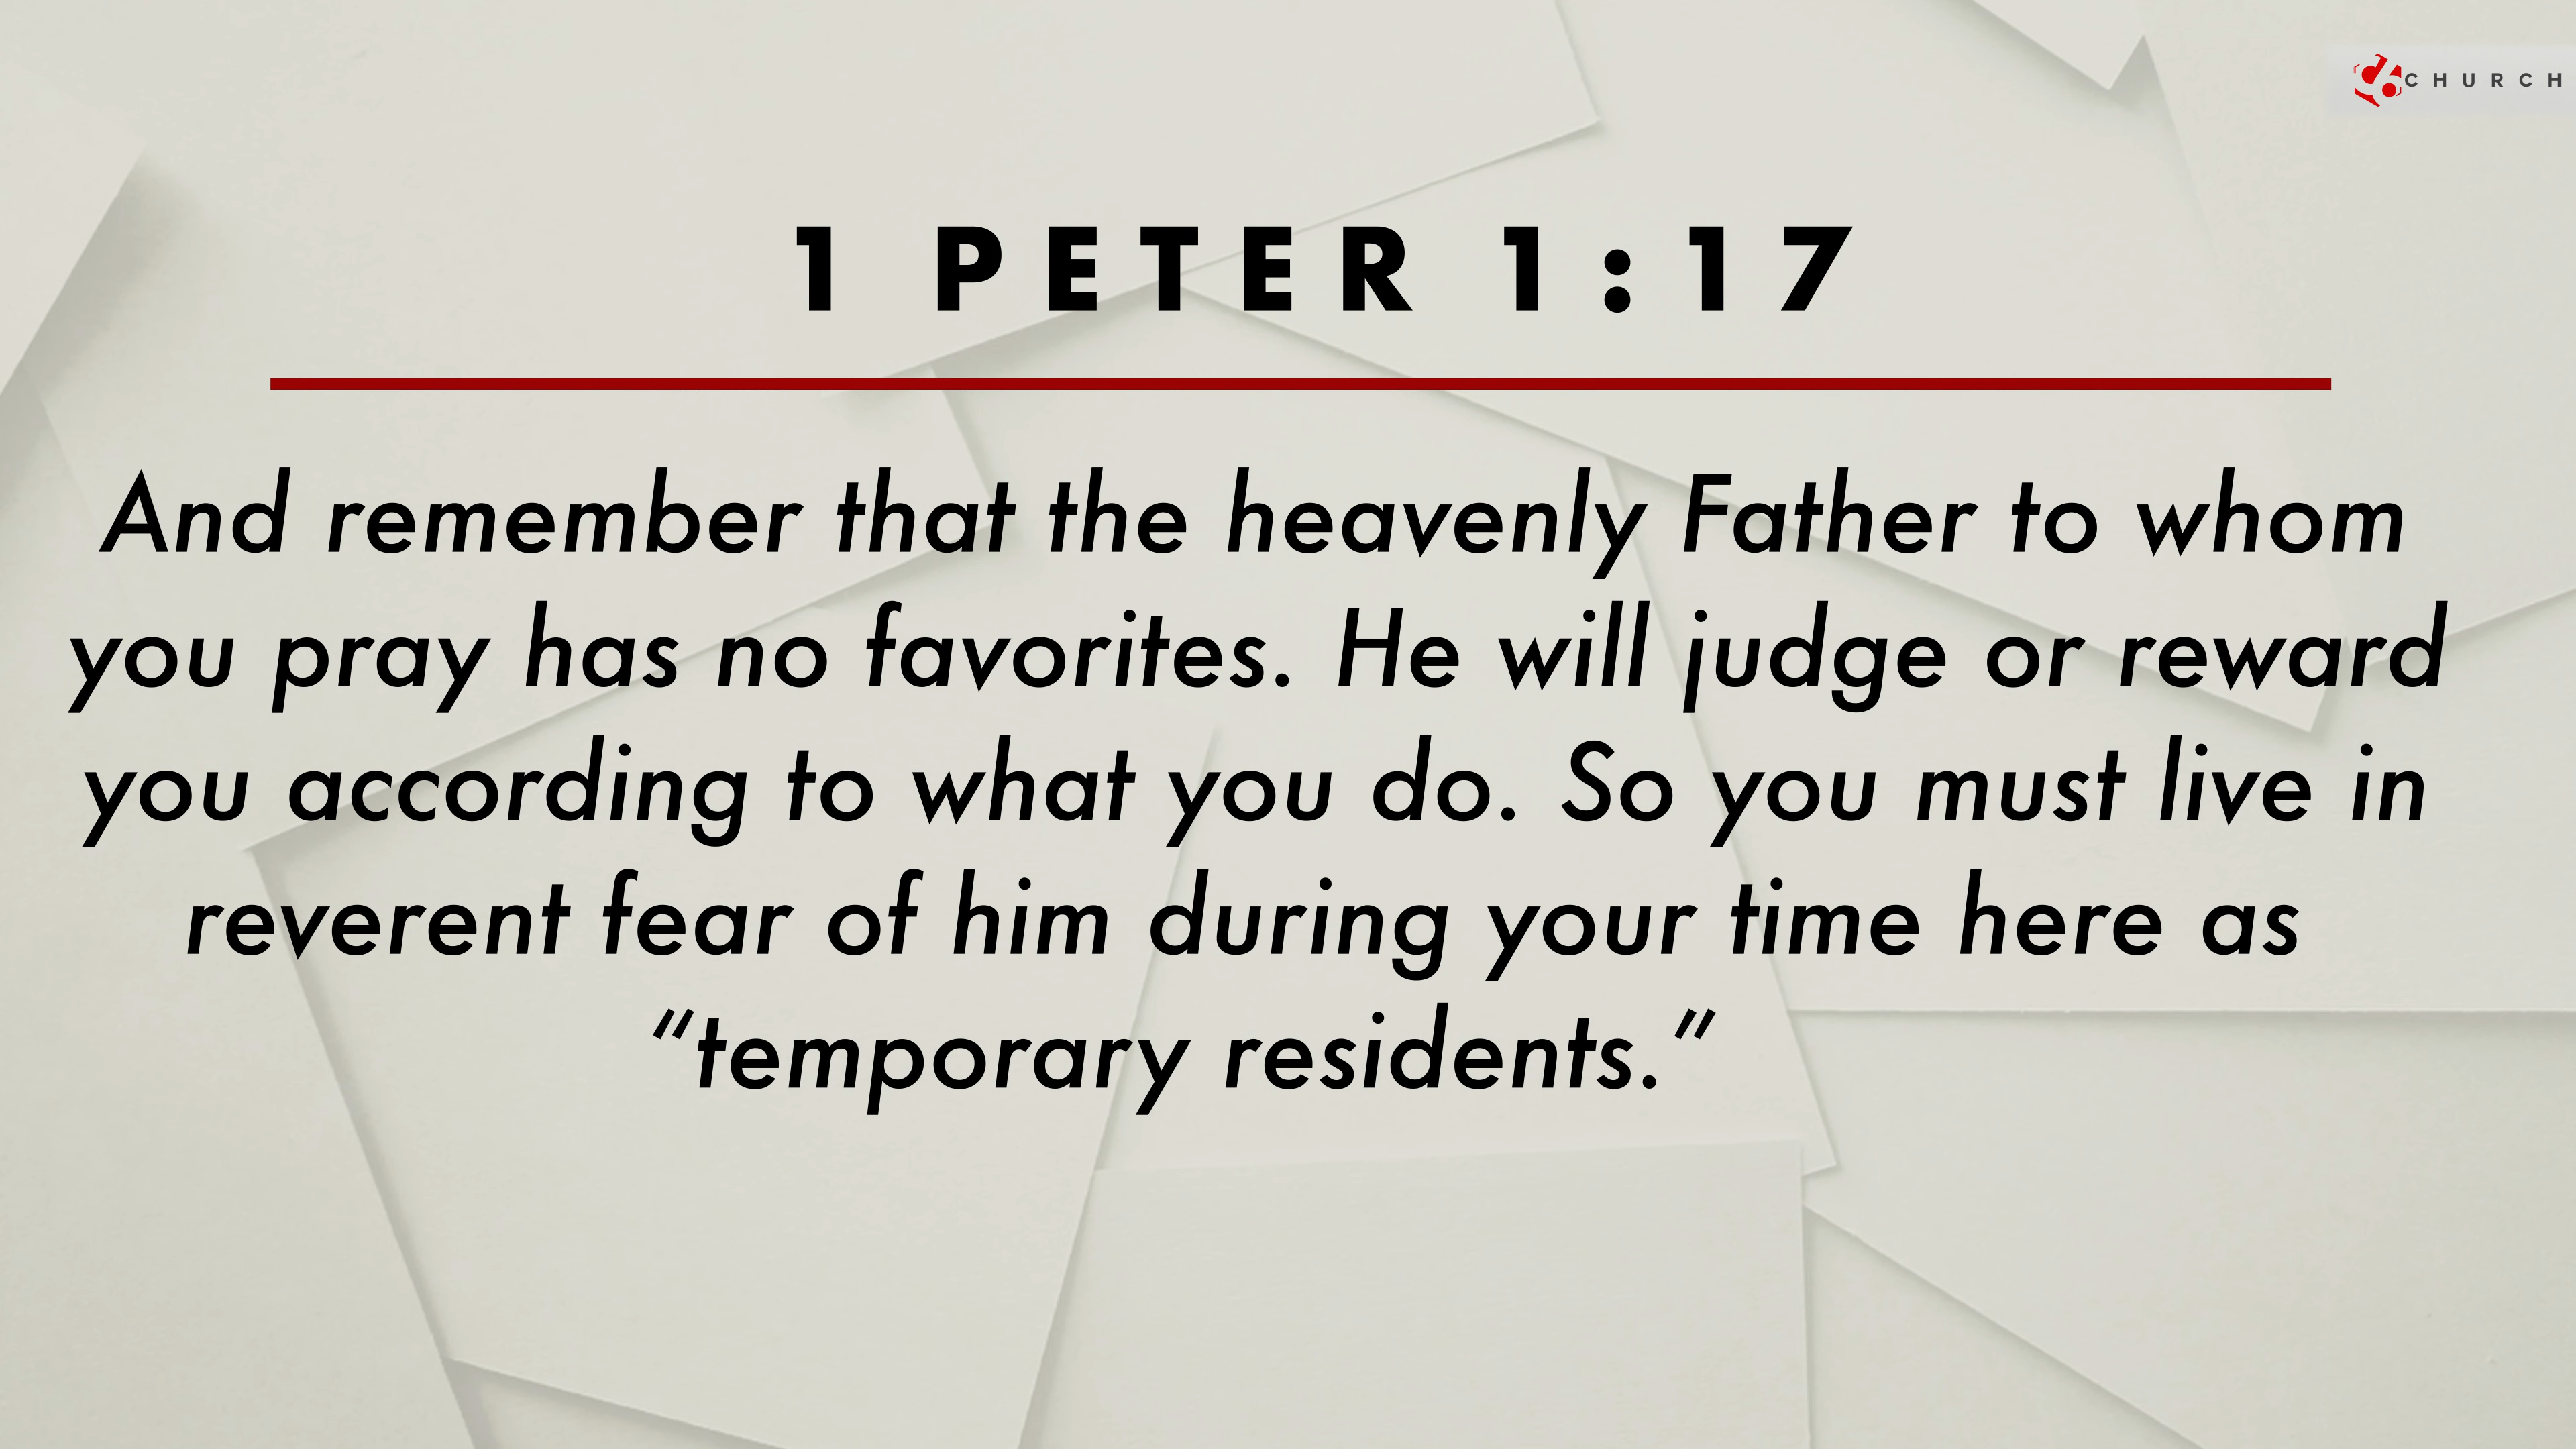 CHURCH
1 PETER 1:17
And remember that the heavenly Father to whom
you pray has no favorites. He will judge or reward
you according to what you do. So you must live in
reverent fear of him during your time here as
“temporary residents.”